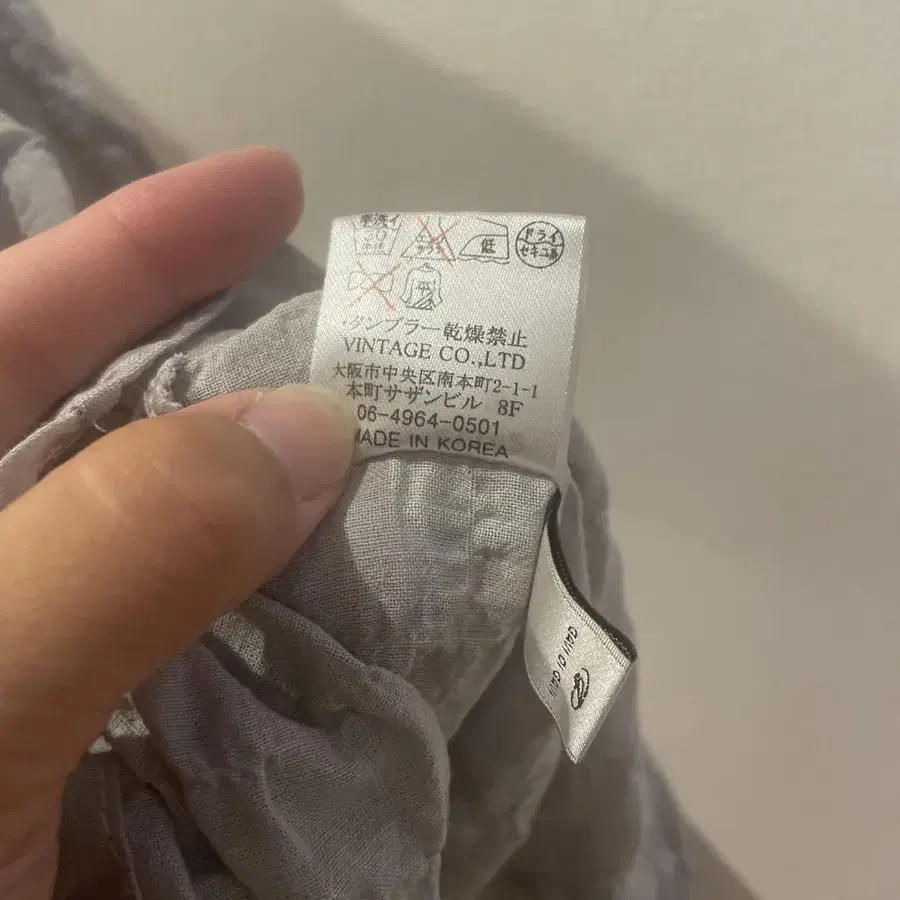 手洗イ
低
ドライ
セキユ系
・タンブラー乾燥禁止
VINTAGE CO.,LTD
大阪市中央区南本町2-1-1
本町サザンビル 8F
06-4964-0501
MADE IN KOREA